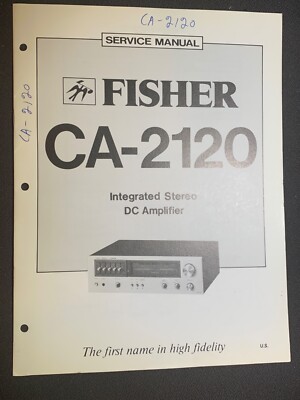 CA-2120
SERVICE MANUAL
CA-2120
FISHER
CA-2120
Integrated Stereo
DC Amplifier
The first name in high fidelity
U.S.